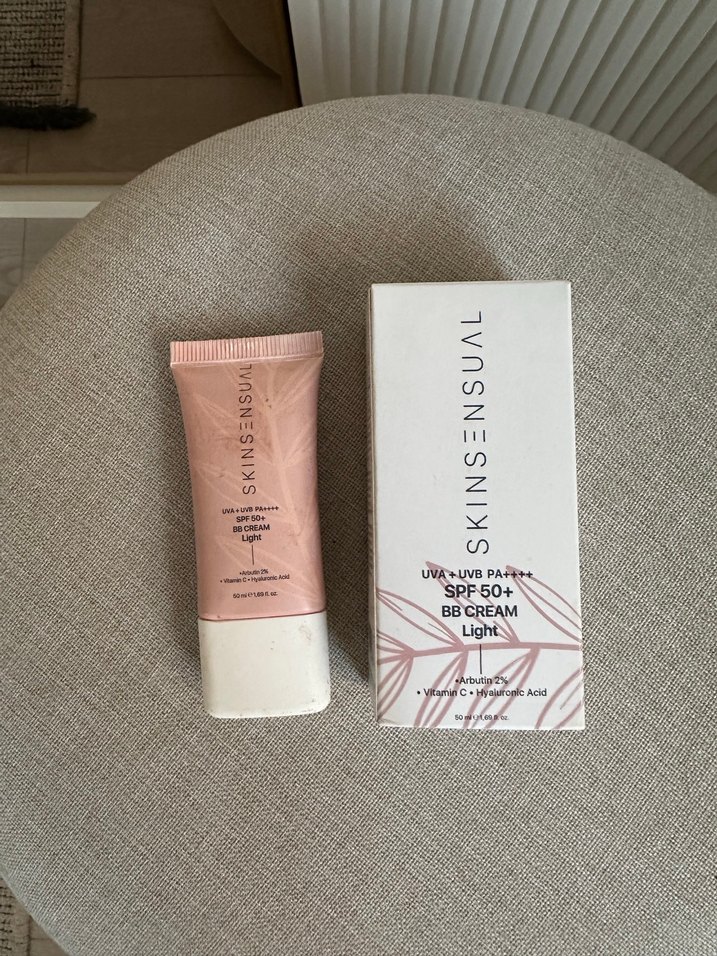 SKINSENSUAL
UVA + UVB PA++++
SPF 50+
BB CREAM
Light
•Arbutin 2%
• Vitamin C • Hyaluronic Acid
50 ml ℮ 1,69 fl. oz.
SKINSENSUAL
UVA + UVB PA++++
SPF 50+
BB CREAM
Light
•Arbutin 2%
• Vitamin C • Hyaluronic Acid
50 ml ℮ 1,69 fl. oz.